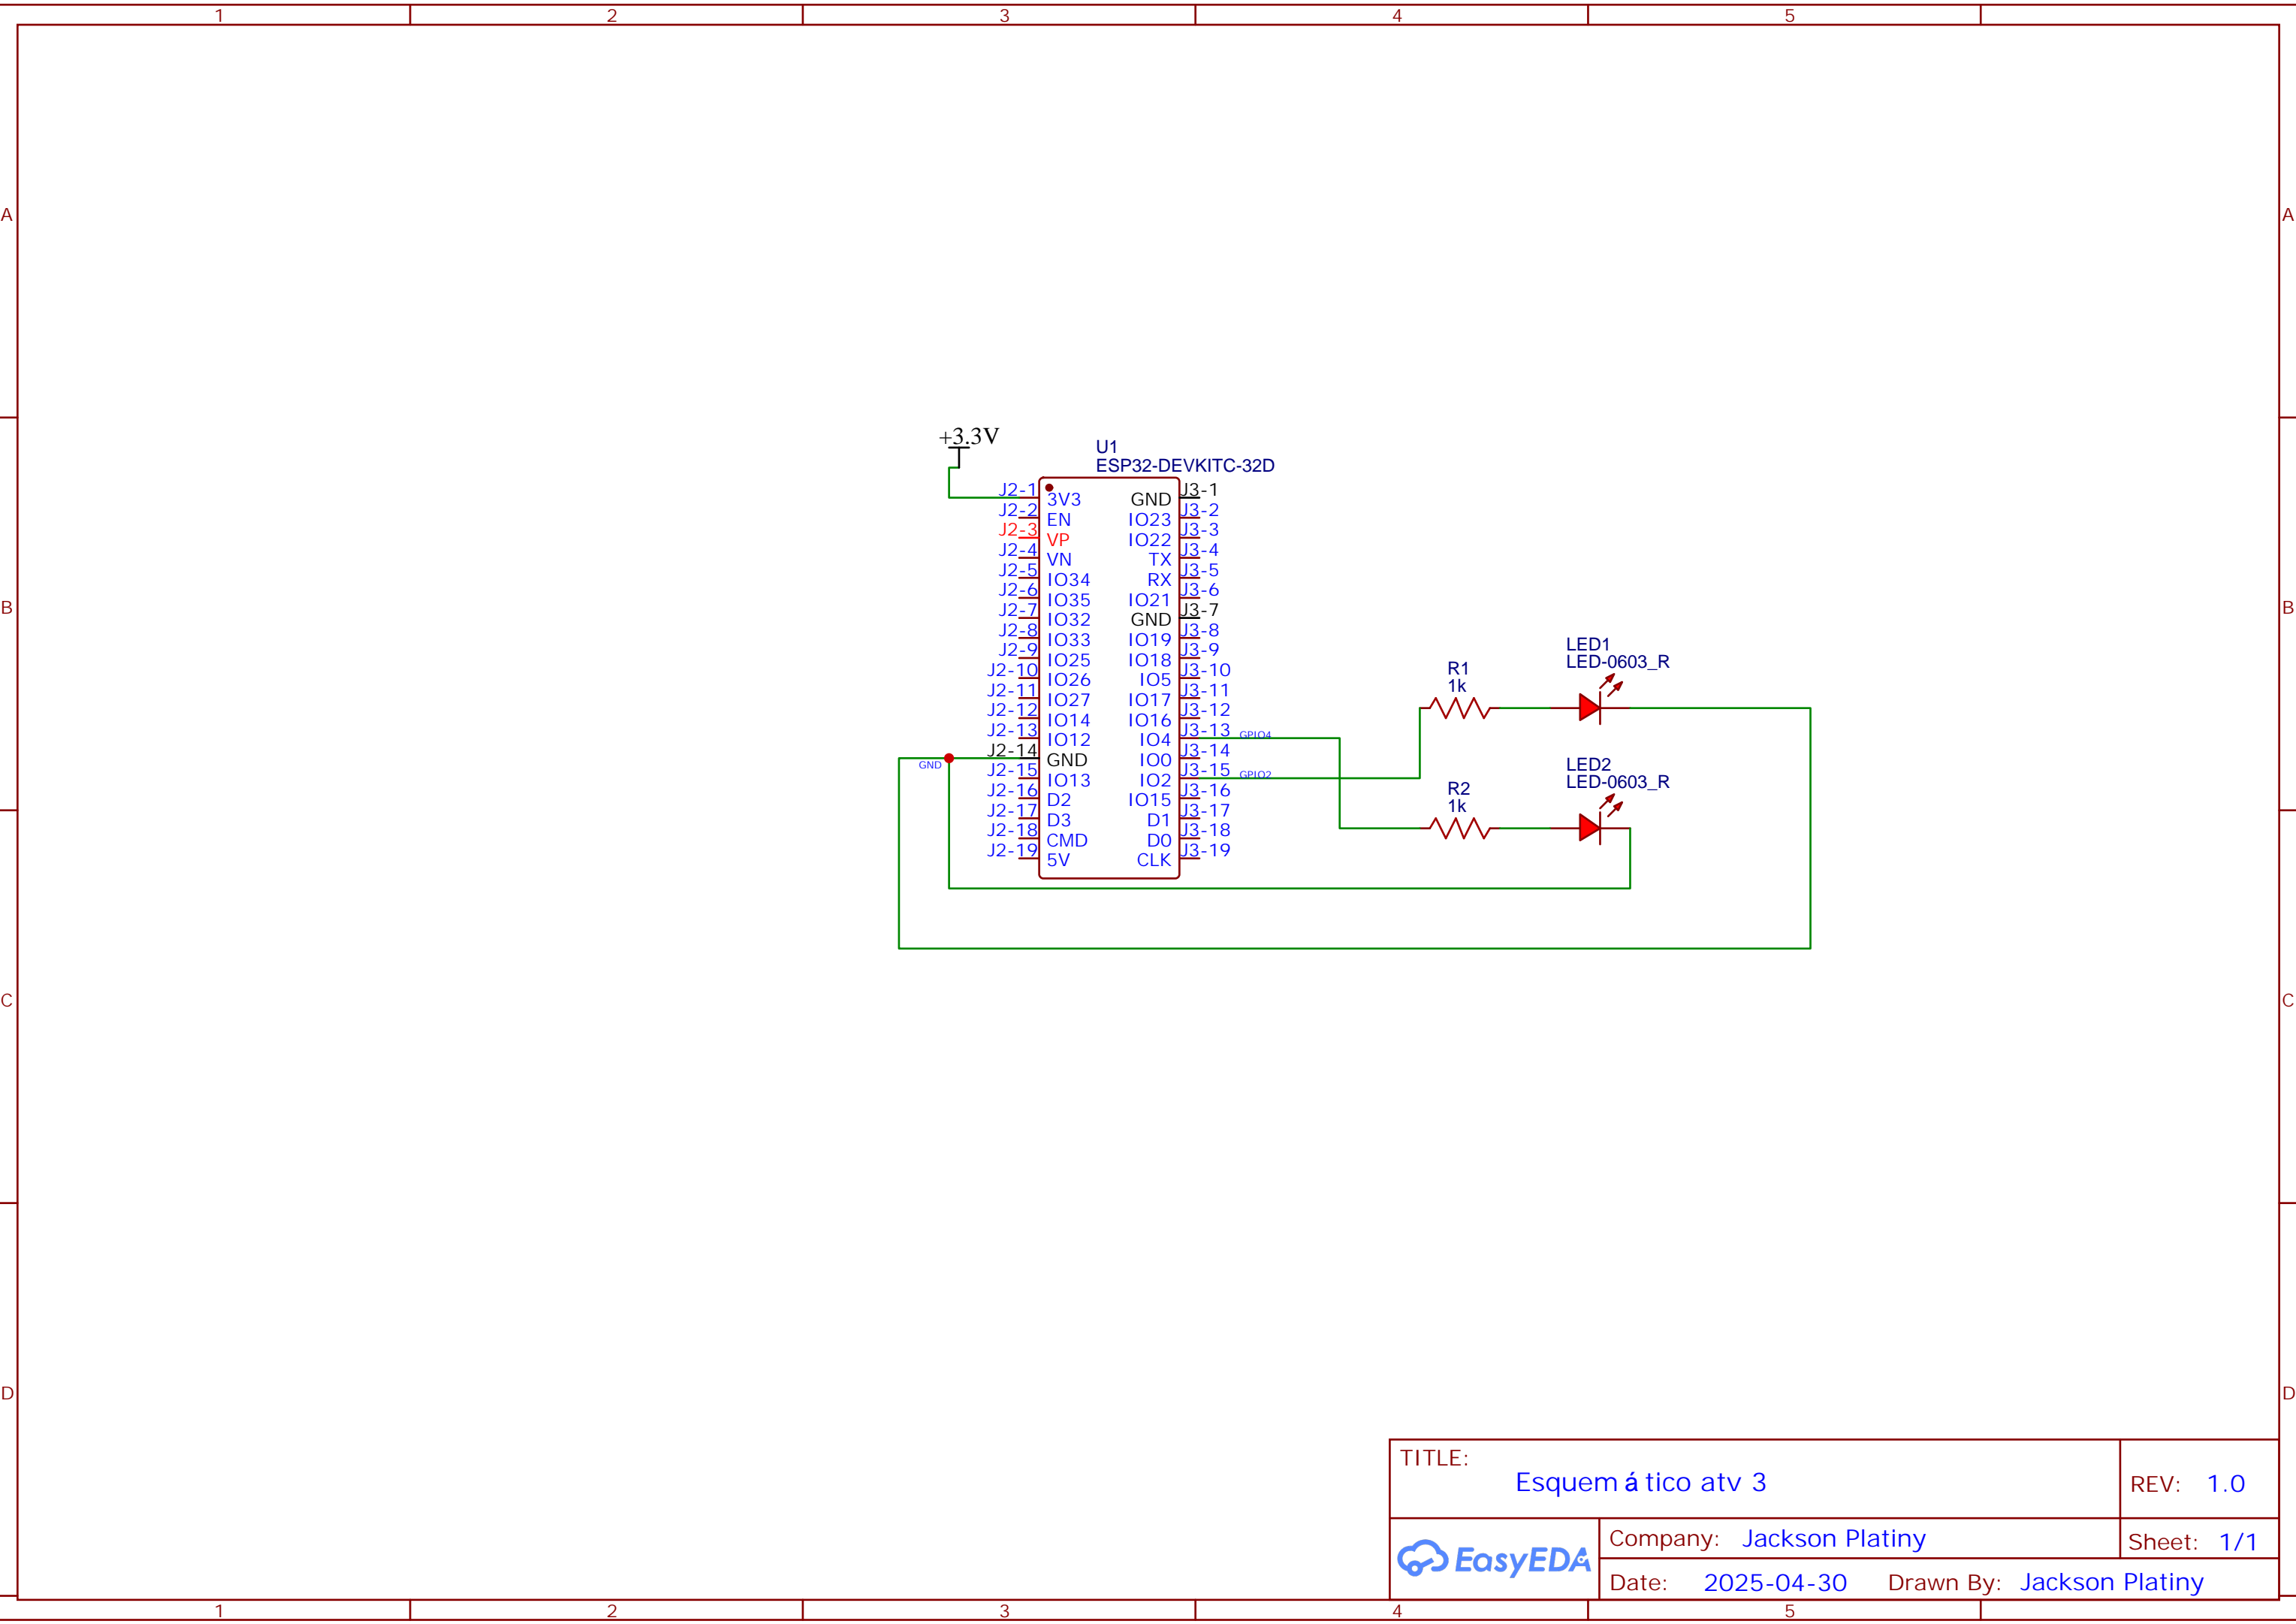 1 2 3 4 5
A A
+3.3V
U1
ESP32-DEVKITC-32D
J2-1 3V3 GND J3-1
J2-2 EN IO23 J3-2
J2-3 VP IO22 J3-3
J2-4 VN TX J3-4
J2-5 IO34 RX J3-5
J2-6 IO35 IO21 J3-6
J2-7 IO32 GND J3-7
J2-8 IO33 IO19 J3-8
J2-9 IO25 IO18 J3-9
J2-10 IO26 IO5 J3-10
J2-11 IO27 IO17 J3-11
J2-12 IO14 IO16 J3-12
J2-13 IO12 IO4 J3-13 GPIO4
J2-14 GND IO0 J3-14
GND
J2-15 IO13 IO2 J3-15 GPIO2
J2-16 D2 IO15 J3-16
J2-17 D3 D1 J3-17
J2-18 CMD D0 J3-18
J2-19 5V CLK J3-19
B B
LED1
LED-0603_R
R1
1k
LED2
LED-0603_R
R2
1k
C C
D D
TITLE:
Esquemático atv 3
REV: 1.0
EasyEDA
Company: Jackson Platiny
Sheet: 1/1
Date: 2025-04-30 Drawn By: Jackson Platiny
1 2 3 4 5